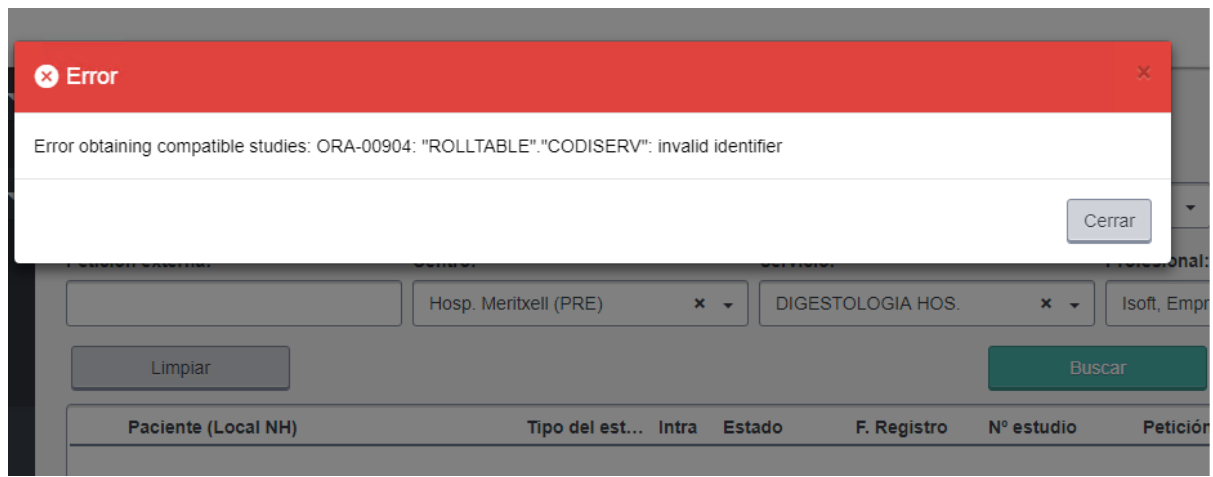 Error
×
Error obtaining compatible studies: ORA-00904: "ROLLTABLE"."CODISERV": invalid identifier
Cerrar
Hosp. Meritxell (PRE) ×
DIGESTOLOGIA HOS. ×
Isoft, Empr
Limpiar
Buscar
Paciente (Local NH) Tipo del est... Intra Estado F. Registro Nº estudio Petición